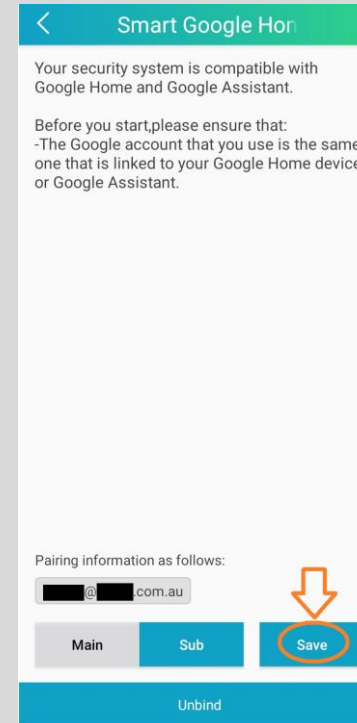 Smart Google Hon
Your security system is compatible with
Google Home and Google Assistant.
Before you start,please ensure that:
-The Google account that you use is the same
one that is linked to your Google Home device
or Google Assistant.
Pairing information as follows:
@ .com.au
Main Sub Save
Unbind